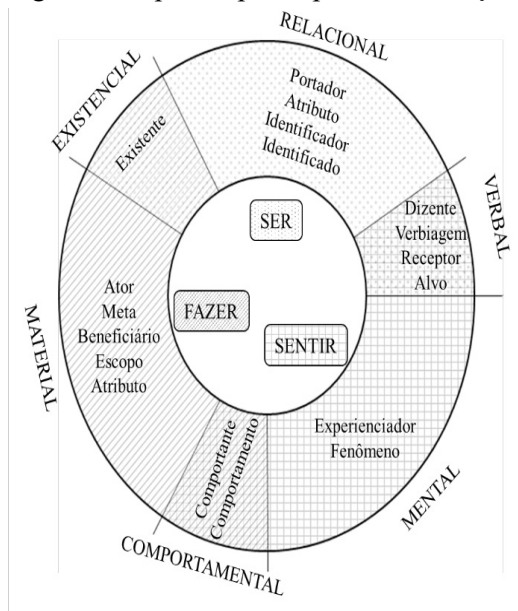 RELACIONAL
Portador
Atributo
Identificador
Identificado
EXISTENCIAL
Existente
VERBAL
Dizente
Verbiagem
Receptor
Alvo
SER
FAZER
SENTIR
MATERIAL
Ator
Meta
Beneficiário
Escopo
Atributo
Experienciador
Fenômeno
MENTAL
Comportante
Comportamento
COMPORTAMENTAL